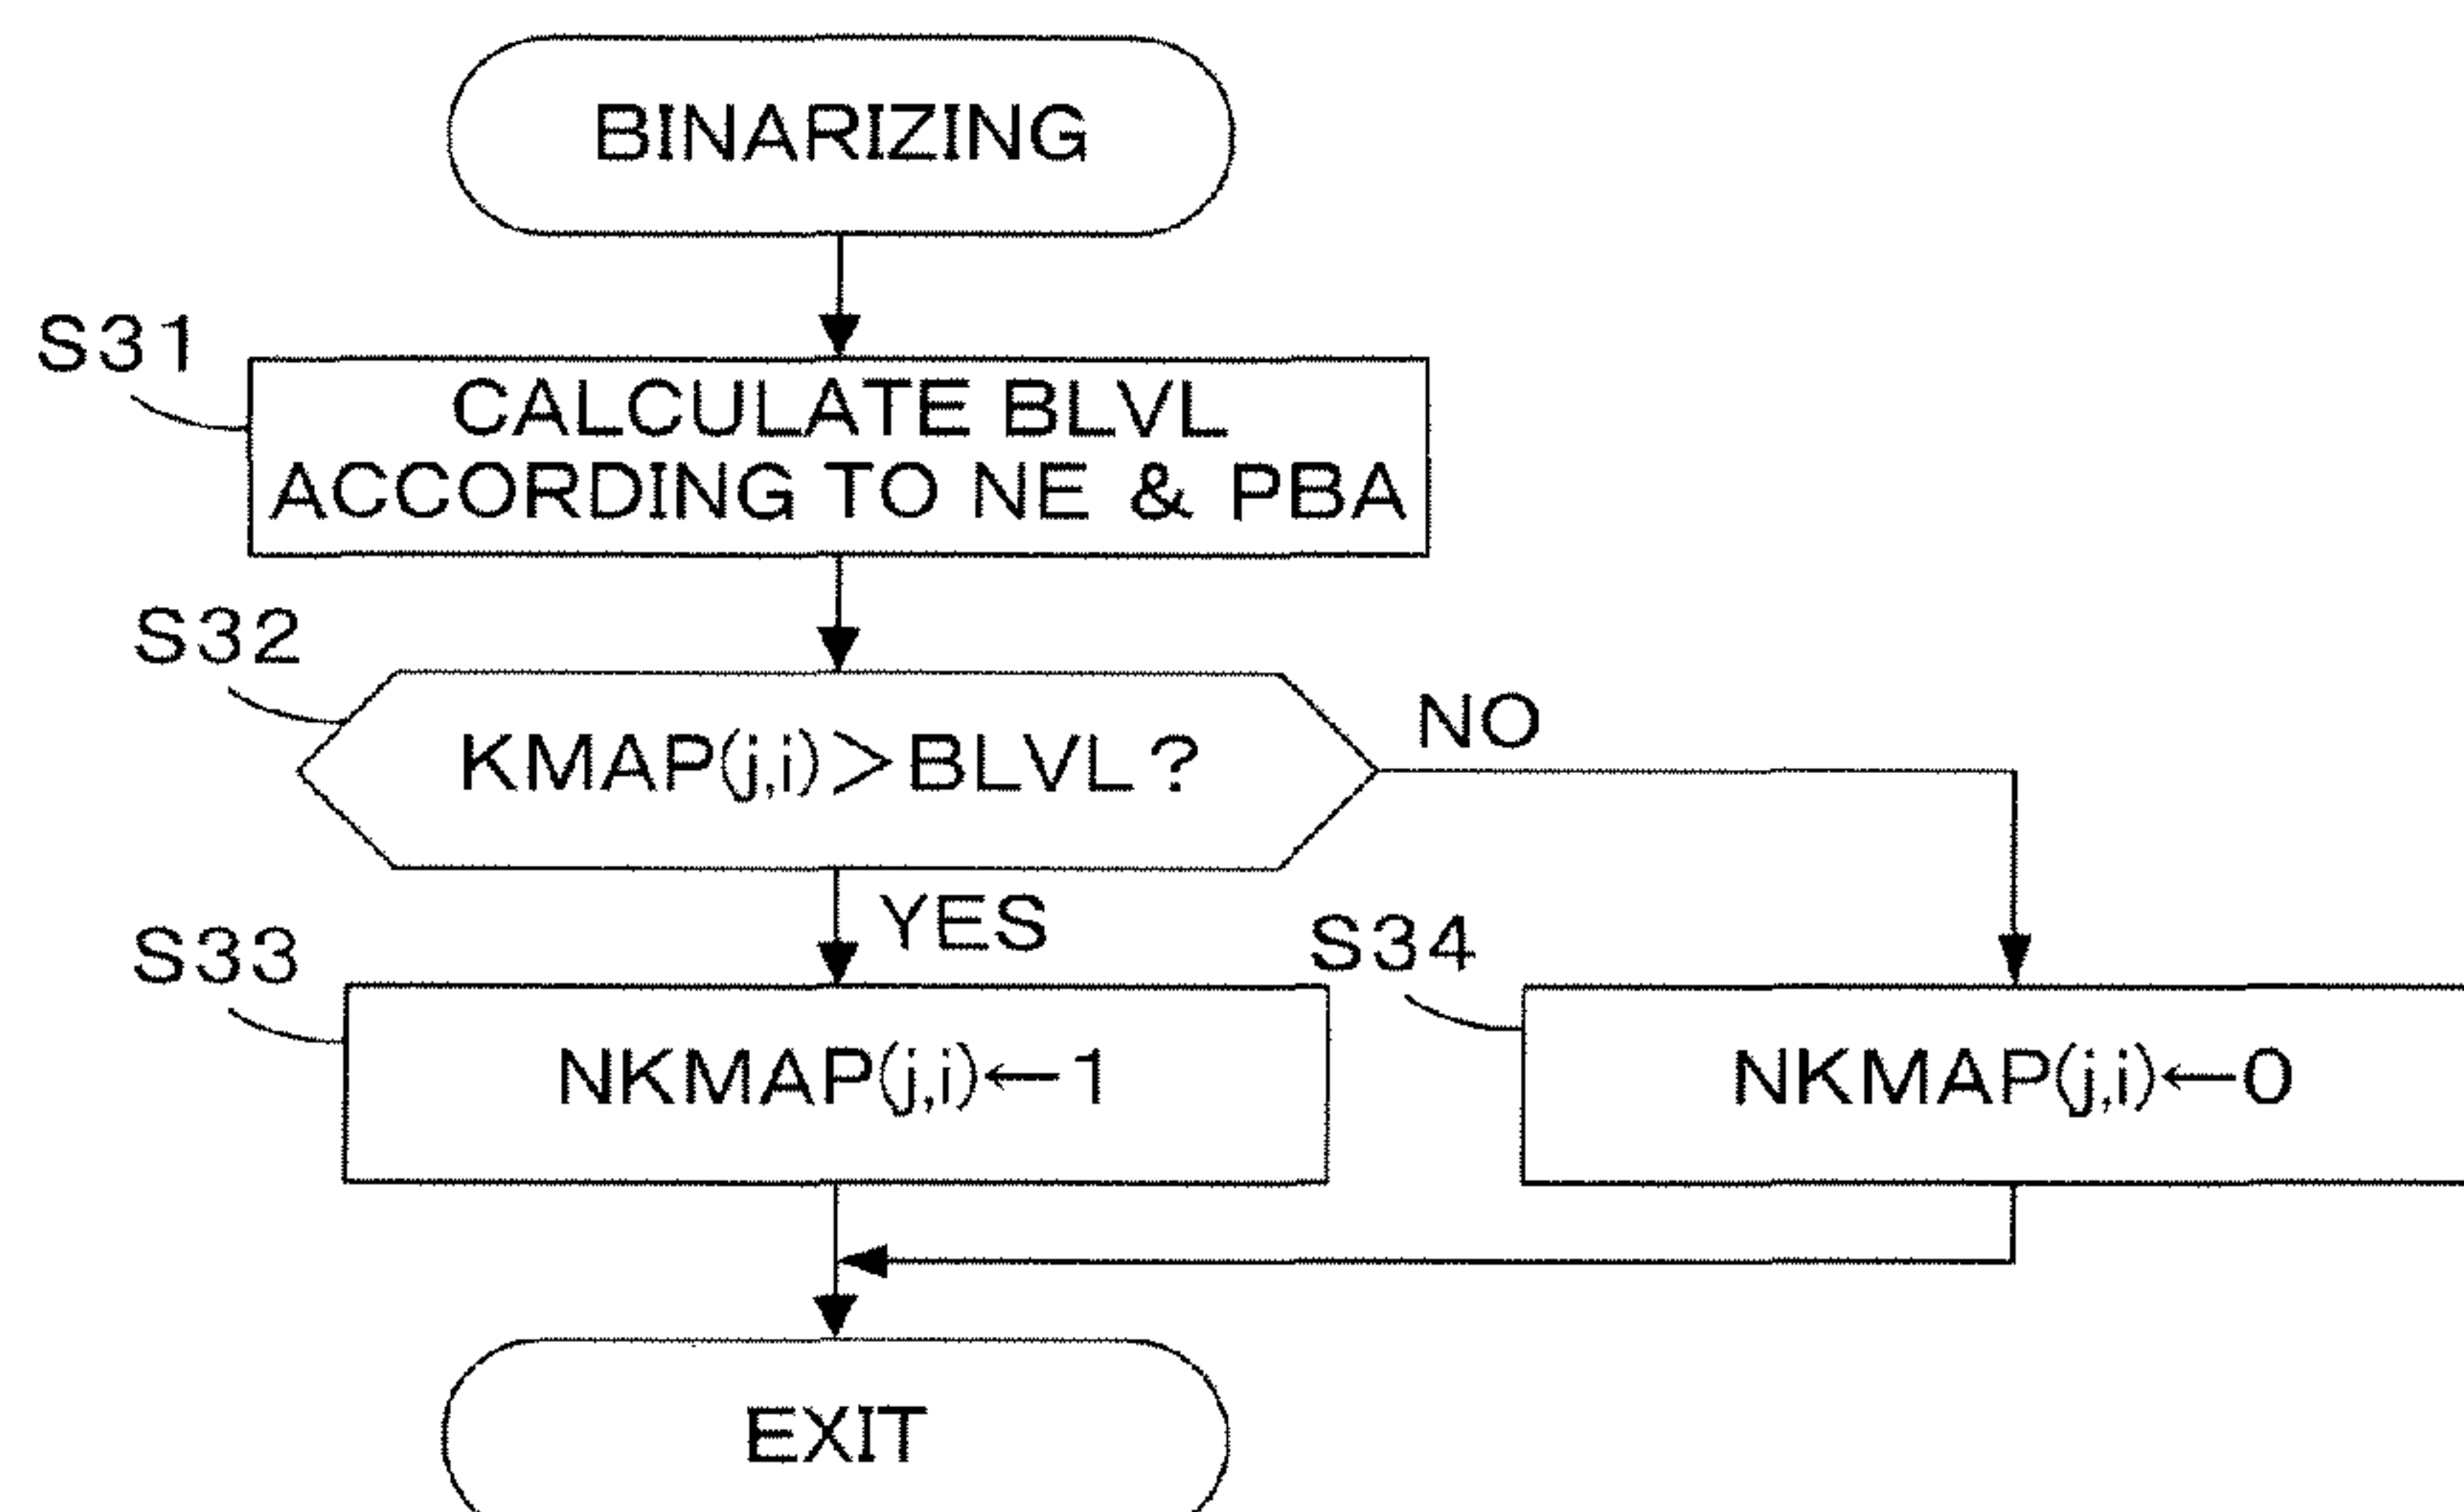 BINARIZING
S31
CALCULATE BLVL
ACCORDING TO NE & PBA
S32
KMAP(j,i)>BLVL?
NO
YES
S33
NKMAP(j,i)←1
S34
NKMAP(j,i)←0
EXIT